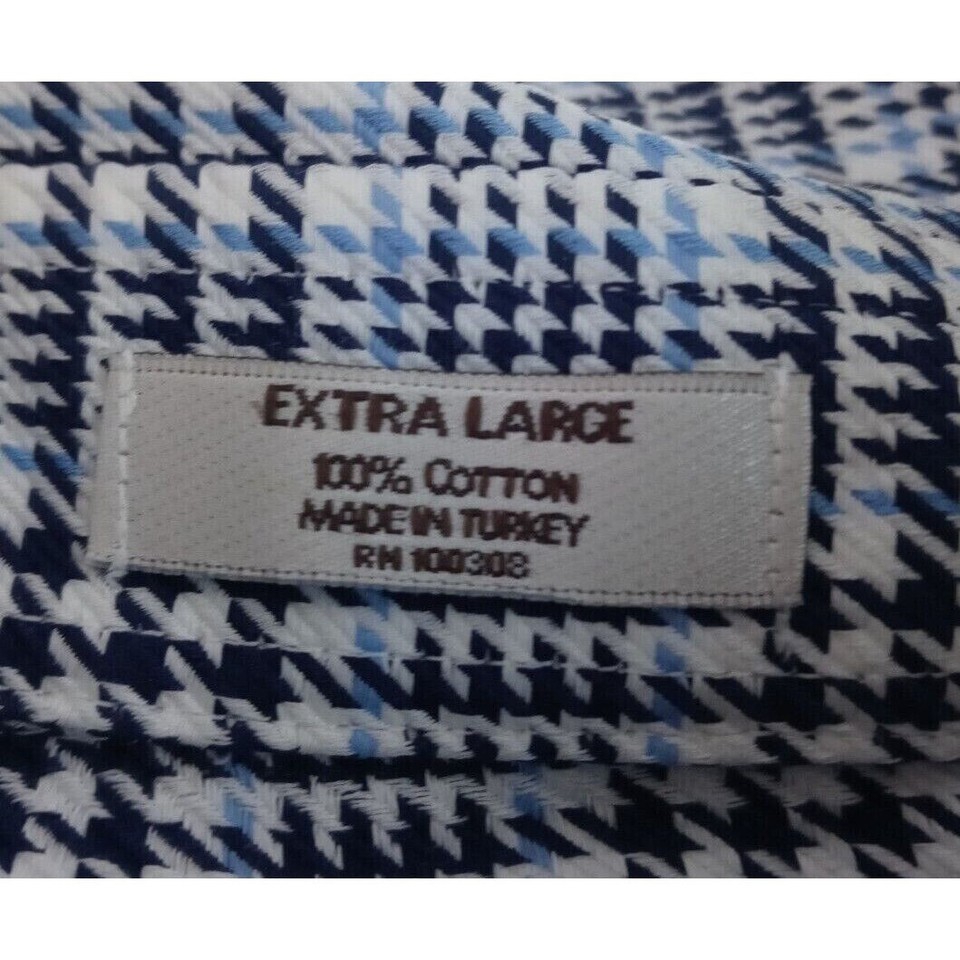 EXTRA LARGE
100% COTTON
MADE IN TURKEY
RN 100308